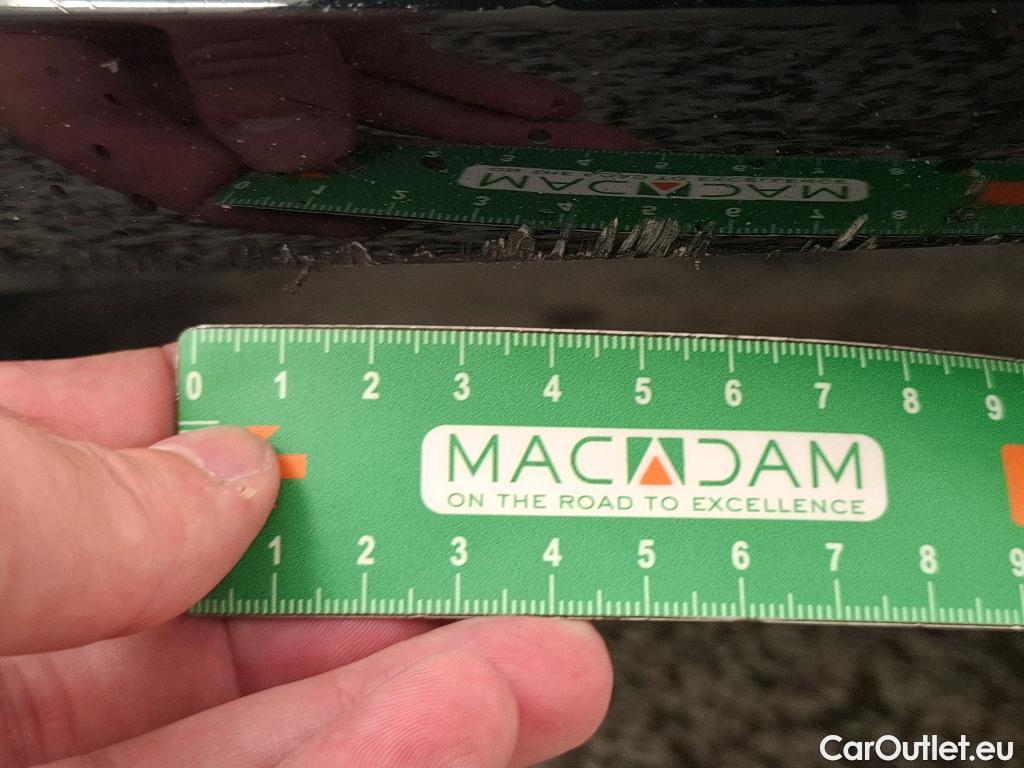 0 1 2 3 4 5 6 7 8 9
MACADAM
ON THE ROAD TO EXCELLENCE
1 2 3 4 5 6 7 8 9
CarOutlet.eu